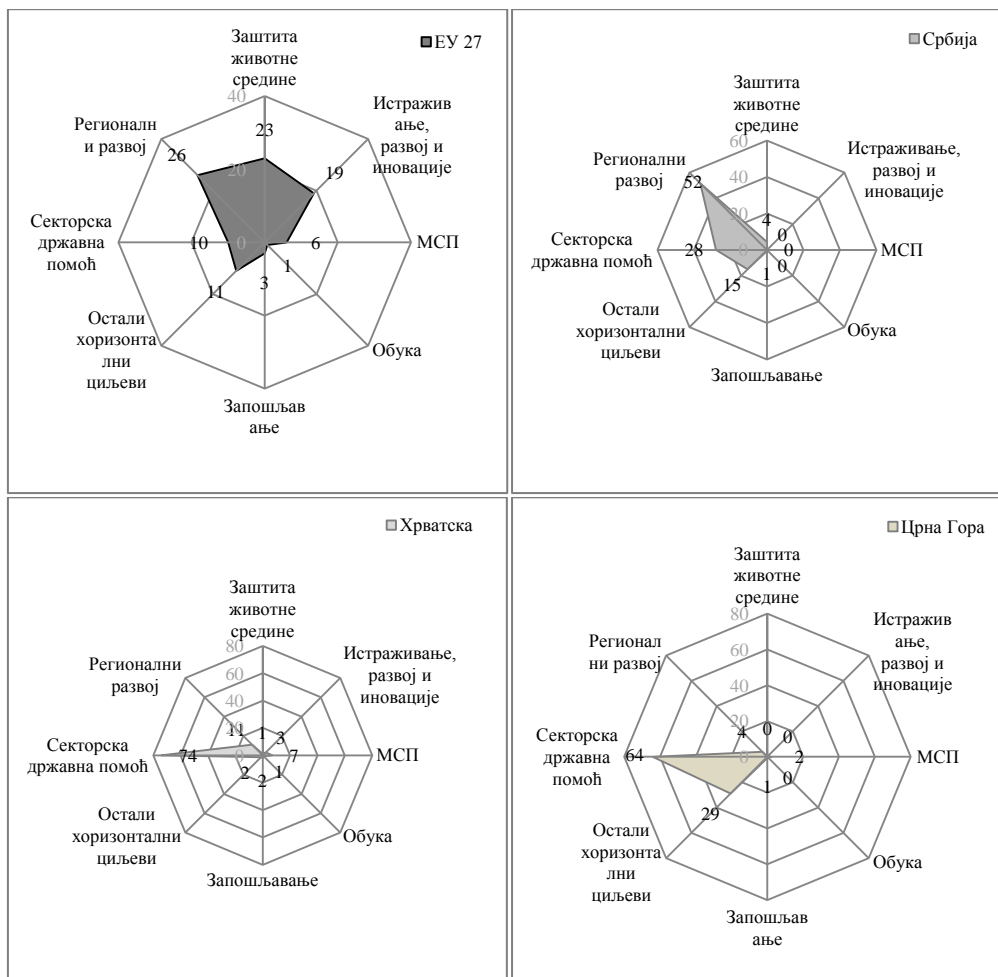 ЕУ 27
Заштита
животне
средине
Истражив
ање,
развој и
иновације
МСП
Обука
Запошљав
ање
Остали
хоризонта
лни
циљеви
Секторска
државна
помоћ
Регионалн
и развој
40
20
0
23
19
6
1
3
11
10
26
Србија
Заштита
животне
средине
Истраживање,
развој и
иновације
МСП
Обука
Запошљавање
Остали
хоризонтални
циљеви
Секторска
државна помоћ
Регионални
развој
60
40
20
0
4
0
0
0
1
15
28
52
Хрватска
Заштита
животне
средине
Истраживање,
развој и
иновације
МСП
Обука
Запошљавање
Остали
хоризонтални
циљеви
Секторска
државна помоћ
Регионални
развој
80
60
40
20
0
1
3
7
1
2
2
74
11
Црна Гора
Заштита
животне
средине
Истражив
ање,
развој и
иновације
МСП
Обука
Запошљав
ање
Остали
хоризонта
лни
циљеви
Секторска
државна
помоћ
Регионал
ни развој
80
60
40
20
0
0
0
2
0
1
29
64
4